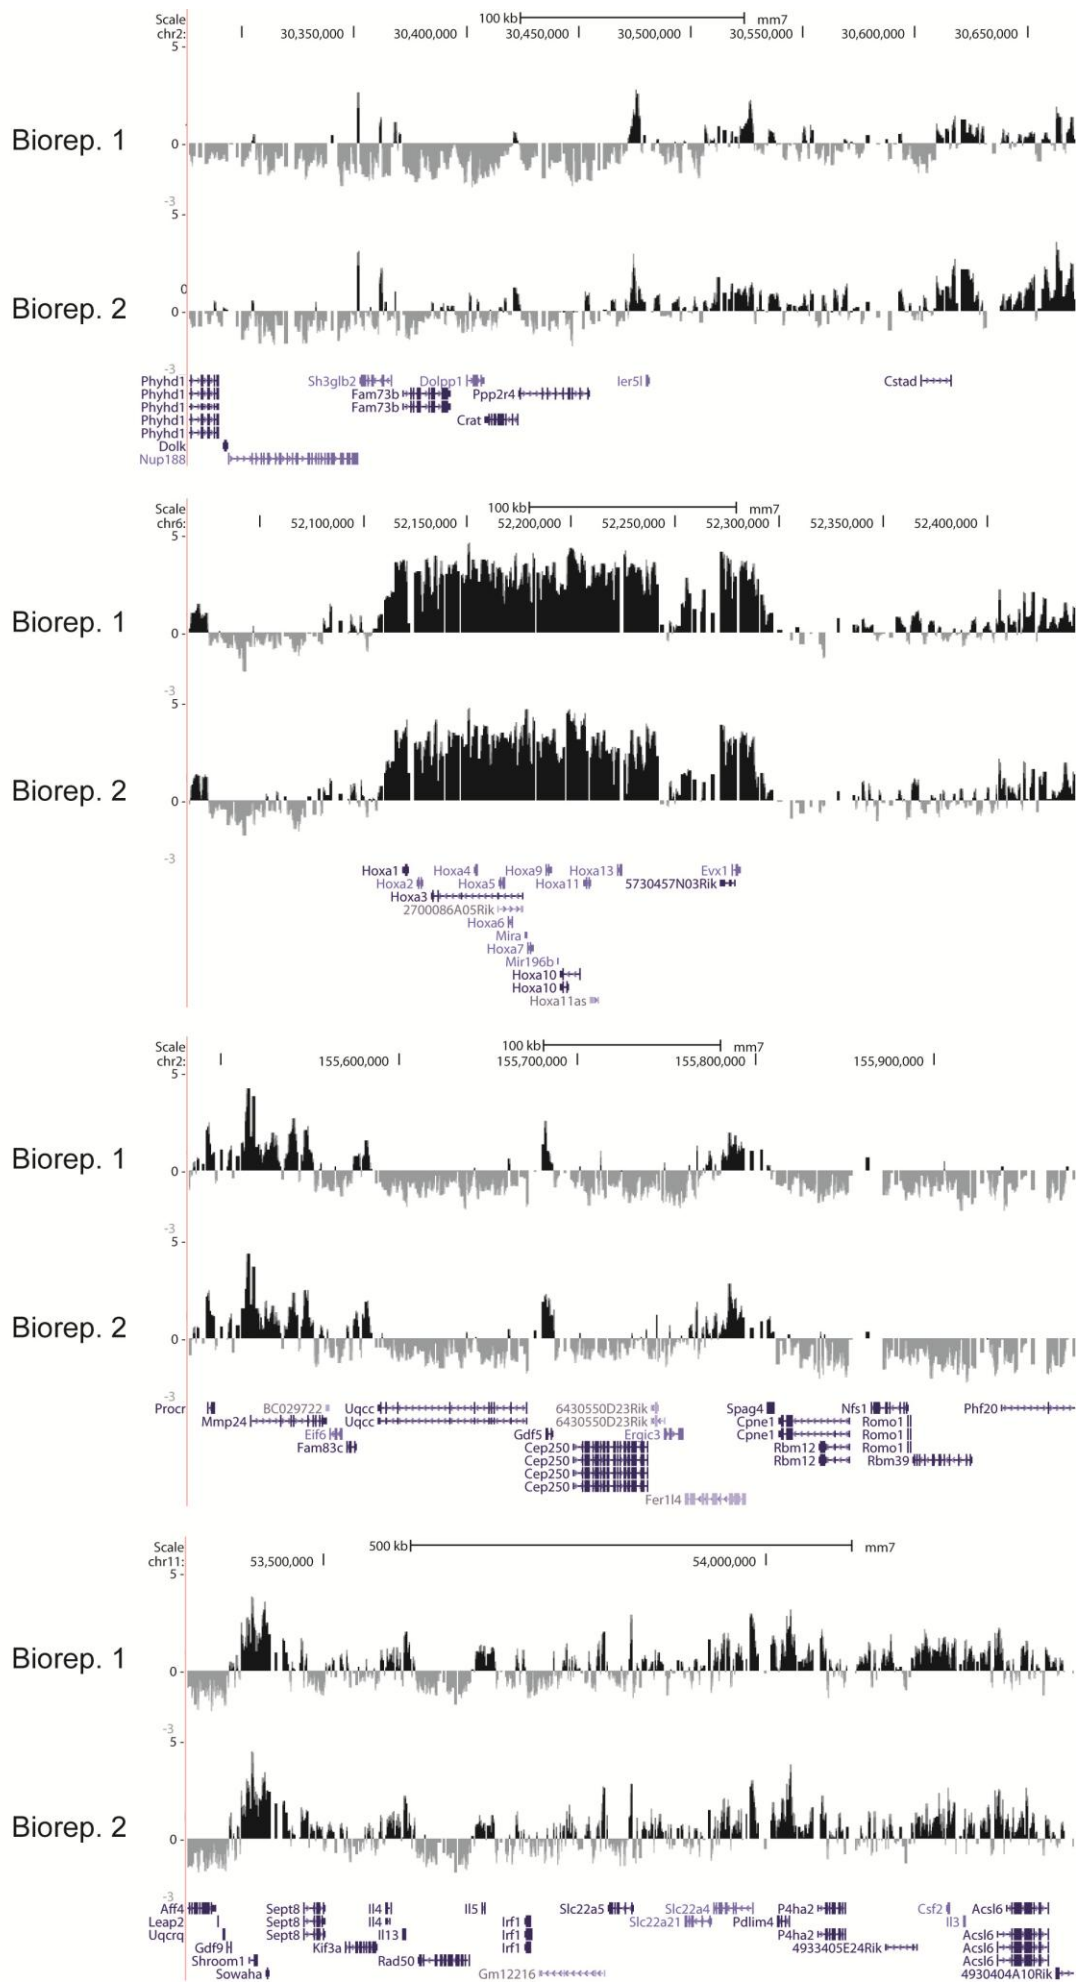 Scale 100 kb mm7
chr2: 30,350,000 30,400,000 30,450,000 30,500,000 30,550,000 30,600,000 30,650,000
5
Biorep. 1
0
-3
5
0
Biorep. 2
0
-3
Phyhd1 Sh3glb2 Dolpp1 Ier5l Cstad
Phyhd1 Fam73b Ppp2r4
Phyhd1 Fam73b
Phyhd1 Crat
Phyhd1
Dolk
Nup188
Scale 100 kb mm7
chr6: 52,100,000 52,150,000 52,200,000 52,250,000 52,300,000 52,350,000 52,400,000
5
Biorep. 1
0
-3
5
Biorep. 2
0
-3
Hoxa1 Hoxa4 Hoxa9 Hoxa13 Evx1
Hoxa2 Hoxa5 Hoxa11 5730457N03Rik
Hoxa3
2700086A05Rik
Hoxa6
Mira
Hoxa7
Mir196b
Hoxa10
Hoxa10
Hoxa11as
Scale 100 kb mm7
chr2: 155,600,000 155,700,000 155,800,000 155,900,000
5
Biorep. 1
0
-3
5
Biorep. 2
0
-3
Procr BC029722 Uqcc 6430550D23Rik Spag4 Nfs1 Phf20
Mmp24 Uqcc 6430550D23Rik Cpne1 Romo1
Eif6 Gdf5 Ergic3 Cpne1 Romo1
Fam83c Cep250 Rbm12 Romo1
Cep250 Rbm12 Rbm39
Cep250
Cep250
Fer1l4
Scale 500 kb mm7
chr11: 53,500,000 54,000,000
5
Biorep. 1
0
-3
5
Biorep. 2
0
-3
Aff4 Sept8 Il4 Il5 Slc22a5 Slc22a4 P4ha2 Csf2 Acsl6
Leap2 Sept8 Il4 Irf1 Slc22a21 Pdlim4 Il3
Uqcrq Sept8 Il13 Irf1 P4ha2 Acsl6
Gdf9 Kif3a Irf1 4933405E24Rik Acsl6
Shroom1 Rad50 Acsl6
Sowaha Gm12216 4930404A10Rik